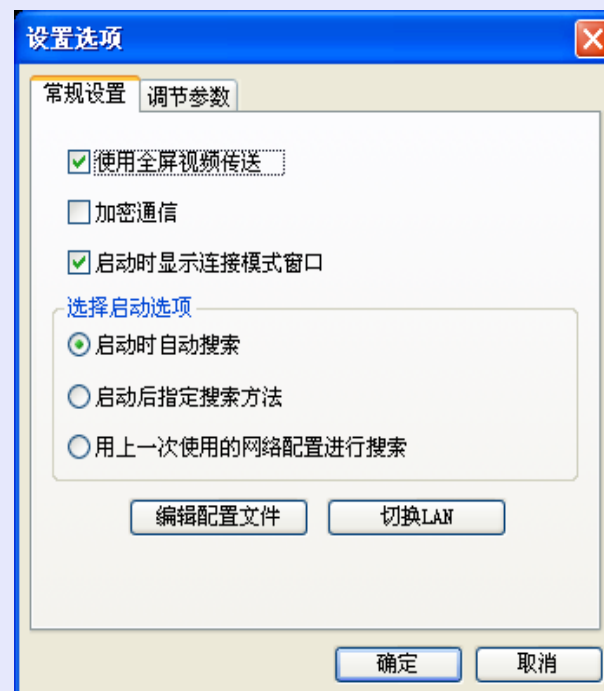 设置选项
常规设置
调节参数
使用全屏视频传送
加密通信
启动时显示连接模式窗口
选择启动选项
启动时自动搜索
启动后指定搜索方法
用上一次使用的网络配置进行搜索
编辑配置文件
切换LAN
确定
取消